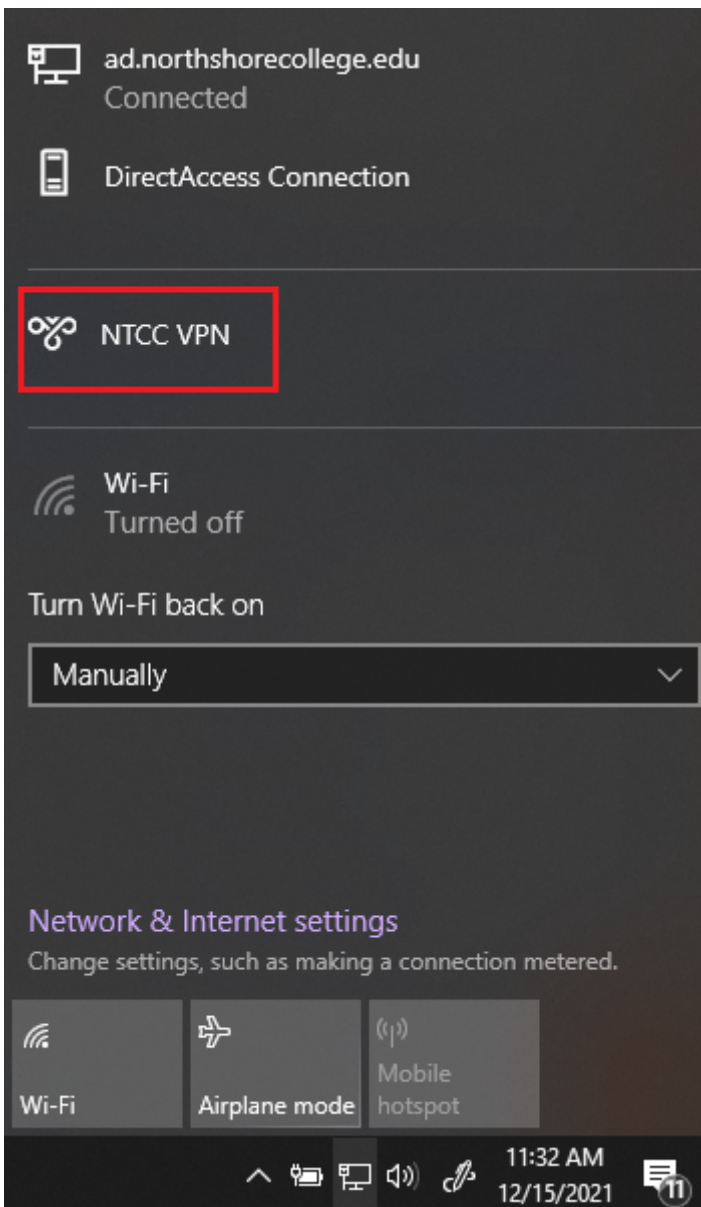 ad.northshorecollege.edu
Connected
DirectAccess Connection
NTCC VPN
Wi-Fi
Turned off
Turn Wi-Fi back on
Manually
Network & Internet settings
Change settings, such as making a connection metered.
Wi-Fi
Airplane mode
Mobile
hotspot
11:32 AM
12/15/2021
11